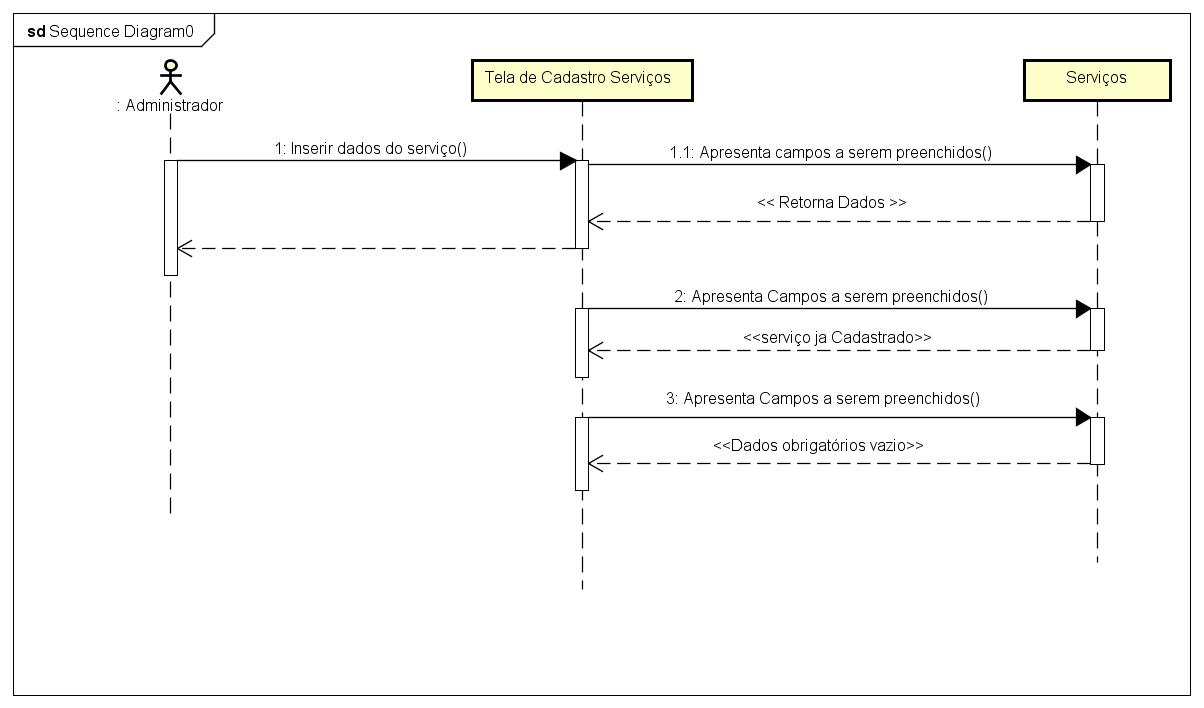 sd Sequence Diagram0
: Administrador
Tela de Cadastro Serviços
Serviços
1: Inserir dados do serviço()
1.1: Apresenta campos a serem preenchidos()
<< Retorna Dados >>
2: Apresenta Campos a serem preenchidos()
<<serviço ja Cadastrado>>
3: Apresenta Campos a serem preenchidos()
<<Dados obrigatórios vazio>>